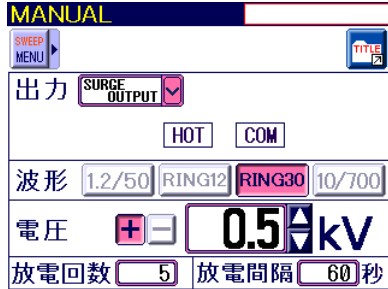 MANUAL
SWEEP
MENU
TITLE
出力 SURGE OUTPUT
HOT COM
波形 1.2/50 RING12 RING30 10/700
電圧 + − 0.5 kV
放電回数 5 放電間隔 60 秒